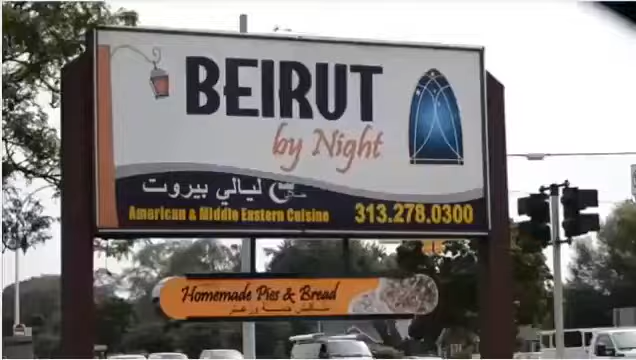 BEIRUT
by Night
ليالي بيروت
American & Middle Eastern Cuisine
313.278.0300
Homemade Pies & Bread